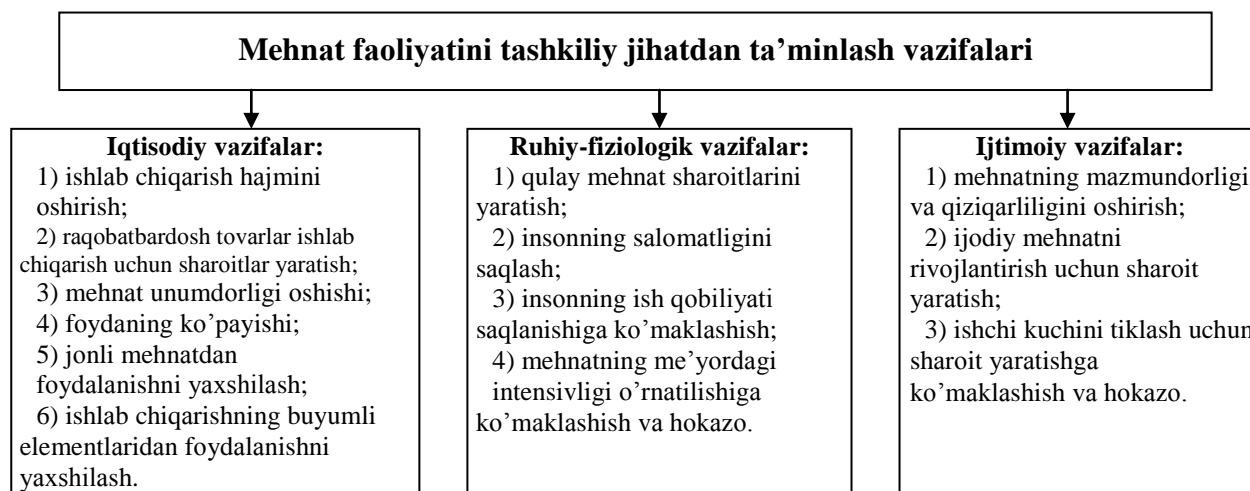 Mehnat faoliyatini tashkiliy jihatdan ta’minlash vazifalari
Iqtisodiy vazifalar:
1) ishlab chiqarish hajmini
oshirish;
2) raqobatbardosh tovarlar ishlab
chiqarish uchun sharoitlar yaratish;
3) mehnat unumdorligi oshishi;
4) foydaning ko’payishi;
5) jonli mehnatdan
foydalanishni yaxshilash;
6) ishlab chiqarishning buyumli
elementlaridan foydalanishni
yaxshilash.
Ruhiy-fiziologik vazifalar:
1) qulay mehnat sharoitlarini
yaratish;
2) insonning salomatligini
saqlash;
3) insonning ish qobiliyati
saqlanishiga ko’maklashish;
4) mehnatning me’yordagi
intensivligi o’rnatilishiga
ko’maklashish va hokazo.
Ijtimoiy vazifalar:
1) mehnatning mazmundorligi
va qiziqarliligini oshirish;
2) ijodiy mehnatni
rivojlantirish uchun sharoit
yaratish;
3) ishchi kuchini tiklash uchun
sharoit yaratishga
ko’maklashish va hokazo.